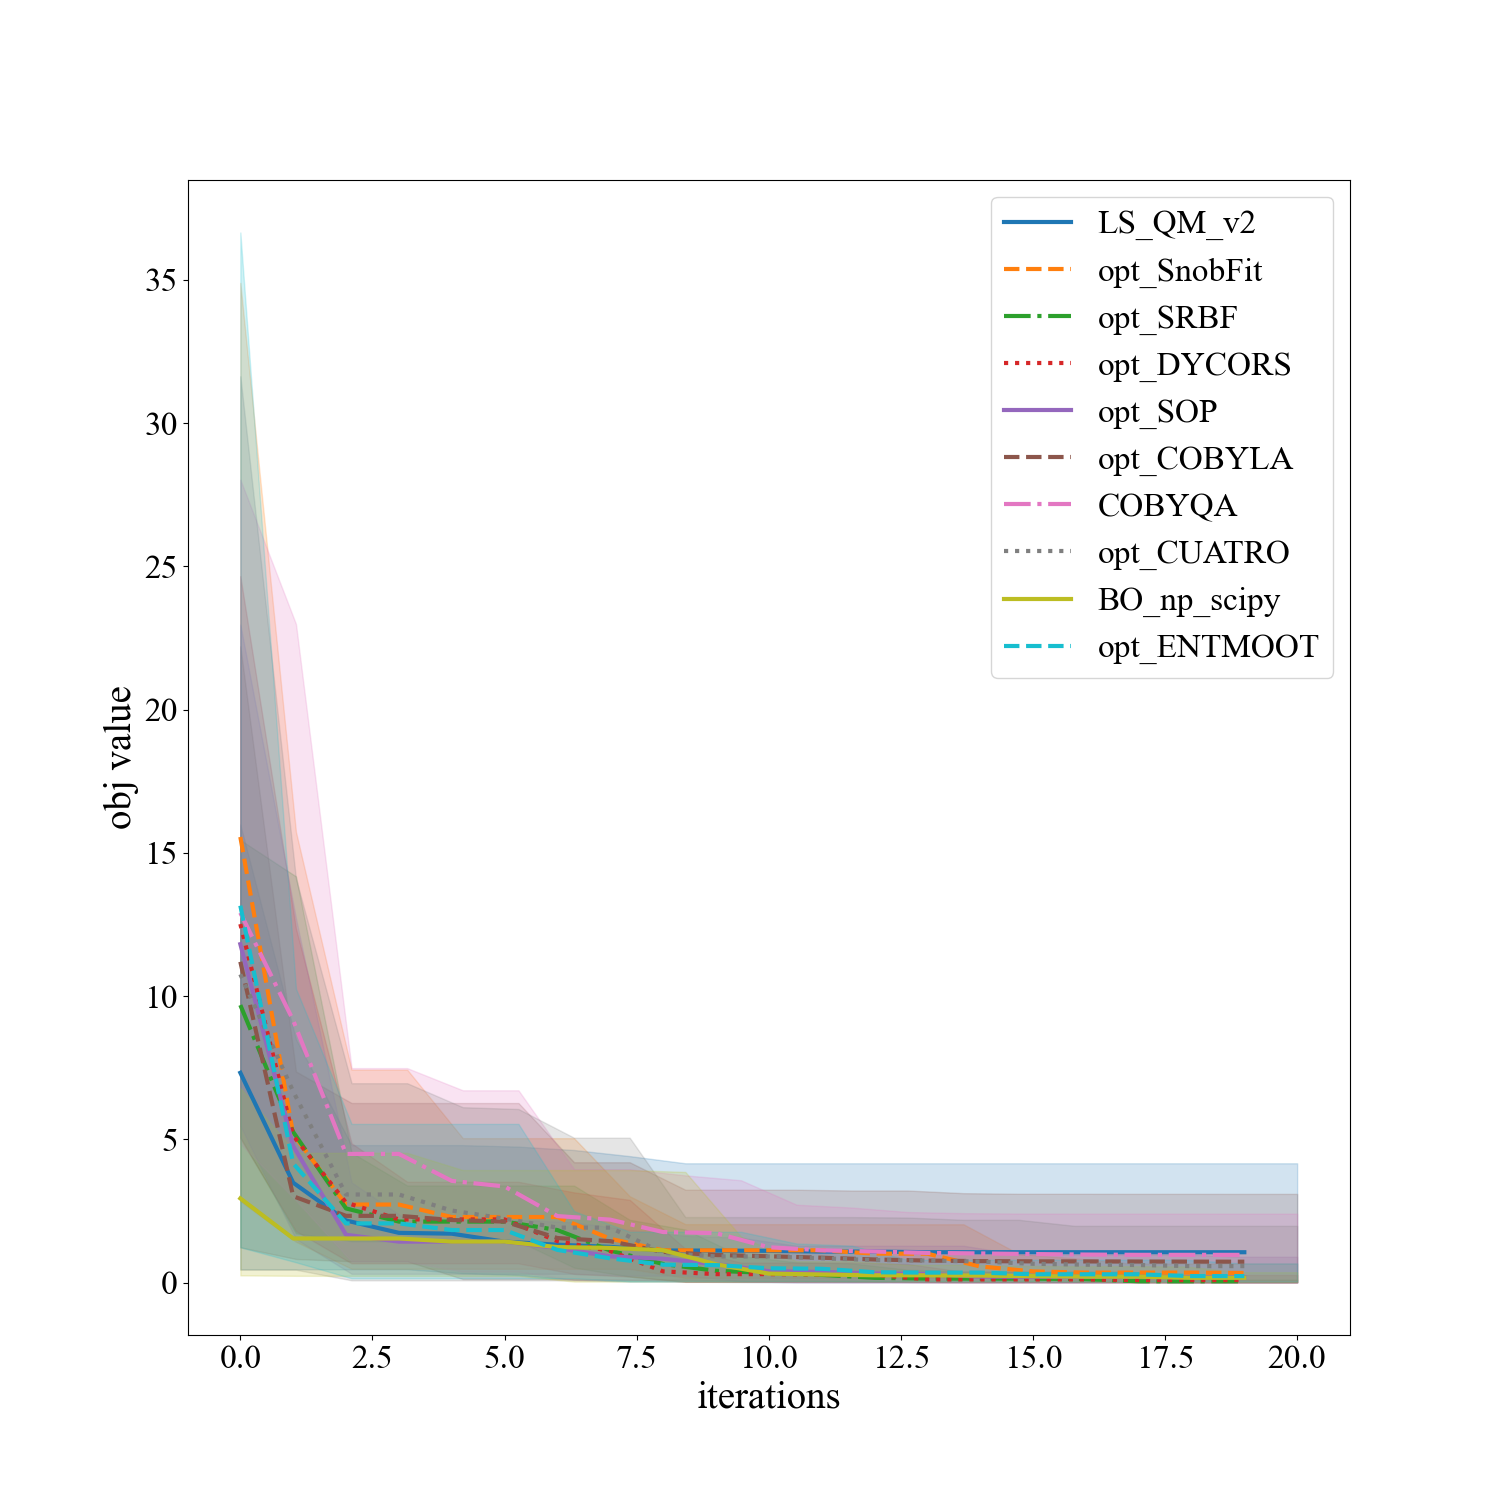 LS_QM_v2
opt_SnobFit
opt_SRBF
opt_DYCORS
opt_SOP
opt_COBYLA
COBYQA
opt_CUATRO
BO_np_scipy
opt_ENTMOOT
35
30
25
20
15
10
5
0
obj value
0.0 2.5 5.0 7.5 10.0 12.5 15.0 17.5 20.0
iterations